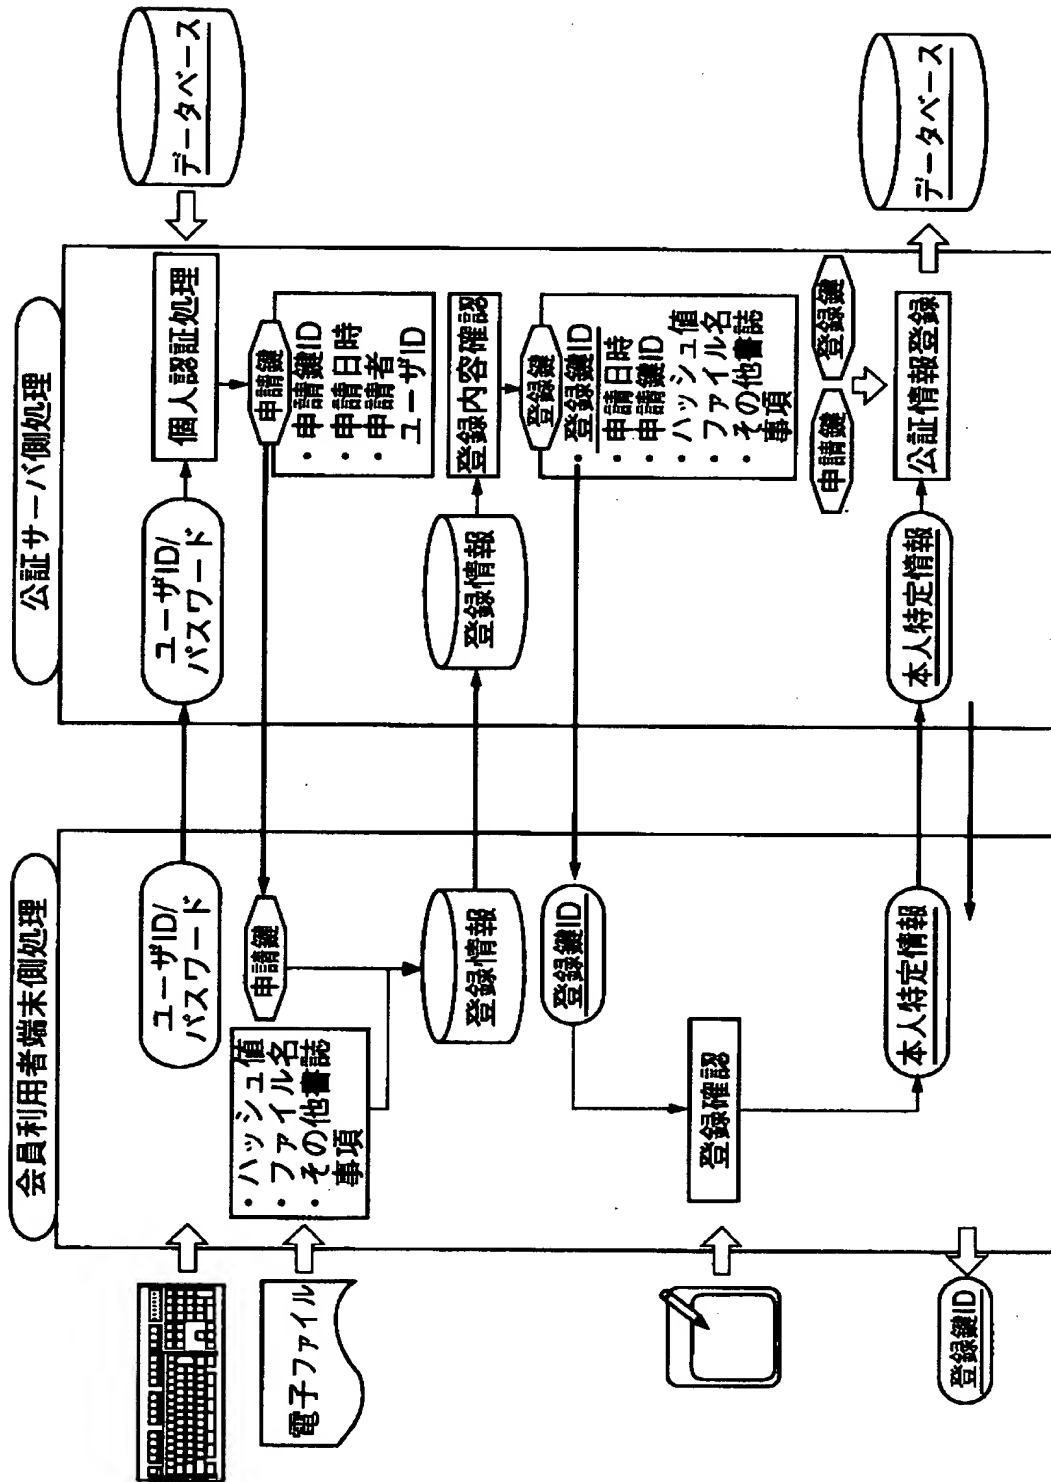 会員利用者端末側処理
公証サーバ側処理
ユーザID/
パスワード
ユーザID/
パスワード
個人認証処理
データベース
電子ファイル
・ハッシュ値
・ファイル名
・その他書誌
事項
申請鍵
申請鍵
・申請鍵ID
・申請日時
・申請者
ユーザID
登録情報
登録情報
登録内容確認
登録鍵ID
登録鍵
・登録鍵ID
・申請日時
・申請鍵ID
・ハッシュ値
・ファイル名
・その他書誌
事項
登録確認
申請鍵
登録鍵
本人特定情報
本人特定情報
公証情報登録
データベース
登録鍵ID